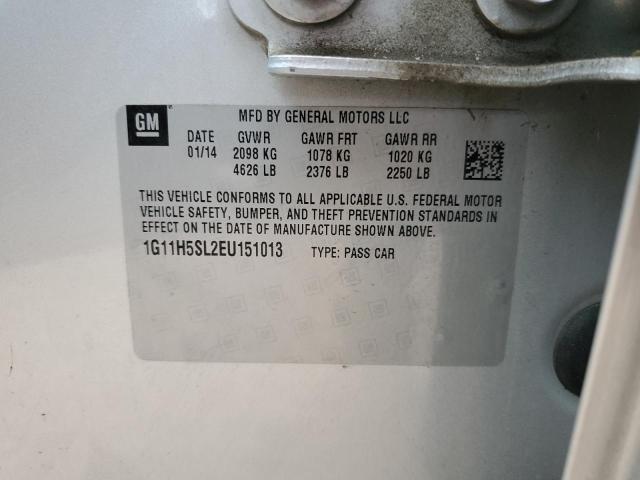 GM
MFD BY GENERAL MOTORS LLC
DATE GVWR GAWR FRT GAWR RR
01/14 2098 KG 1078 KG 1020 KG
4626 LB 2376 LB 2250 LB
THIS VEHICLE CONFORMS TO ALL APPLICABLE U.S. FEDERAL MOTOR
VEHICLE SAFETY, BUMPER, AND THEFT PREVENTION STANDARDS IN
EFFECT ON THE DATE OF MANUFACTURE SHOWN ABOVE.
1G11H5SL2EU151013 TYPE: PASS CAR